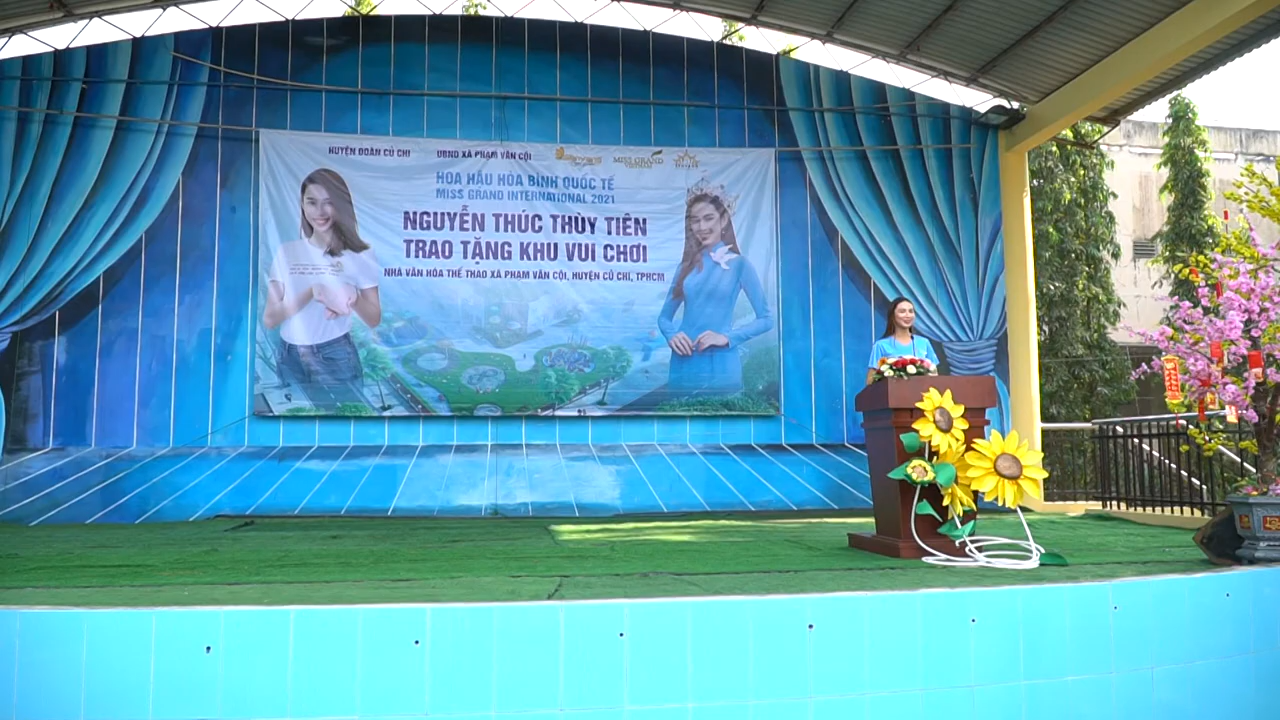 HUYỆN ĐOÀN CỦ CHI
UBND XÃ PHẠM VĂN CỘI
MISS GRAND
VIETNAM
HOA HẬU HÒA BÌNH QUỐC TẾ
MISS GRAND INTERNATIONAL 2021
NGUYỄN THÚC THÙY TIÊN
TRAO TẶNG KHU VUI CHƠI
NHÀ VĂN HÓA THỂ THAO XÃ PHẠM VĂN CỘI, HUYỆN CỦ CHI, TPHCM